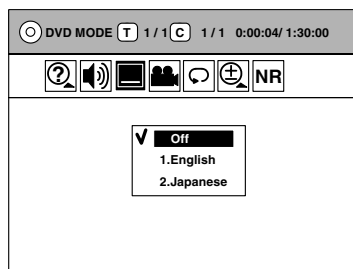 DVD MODE T 1 / 1 C 1 / 1 0:00:04/ 1:30:00
? ± NR
✓ Off
1.English
2.Japanese